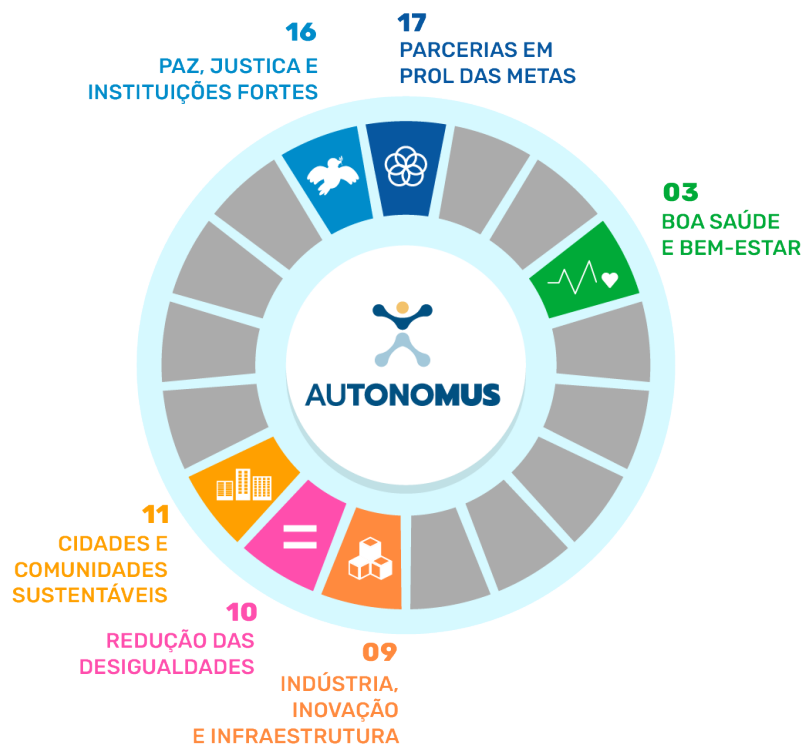 16
PAZ, JUSTICA E
INSTITUIÇÕES FORTES
17
PARCERIAS EM
PROL DAS METAS
03
BOA SAÚDE
E BEM-ESTAR
AUTONOMUS
11
CIDADES E
COMUNIDADES
SUSTENTÁVEIS
10
REDUÇÃO DAS
DESIGUALDADES
09
INDÚSTRIA,
INOVAÇÃO
E INFRAESTRUTURA